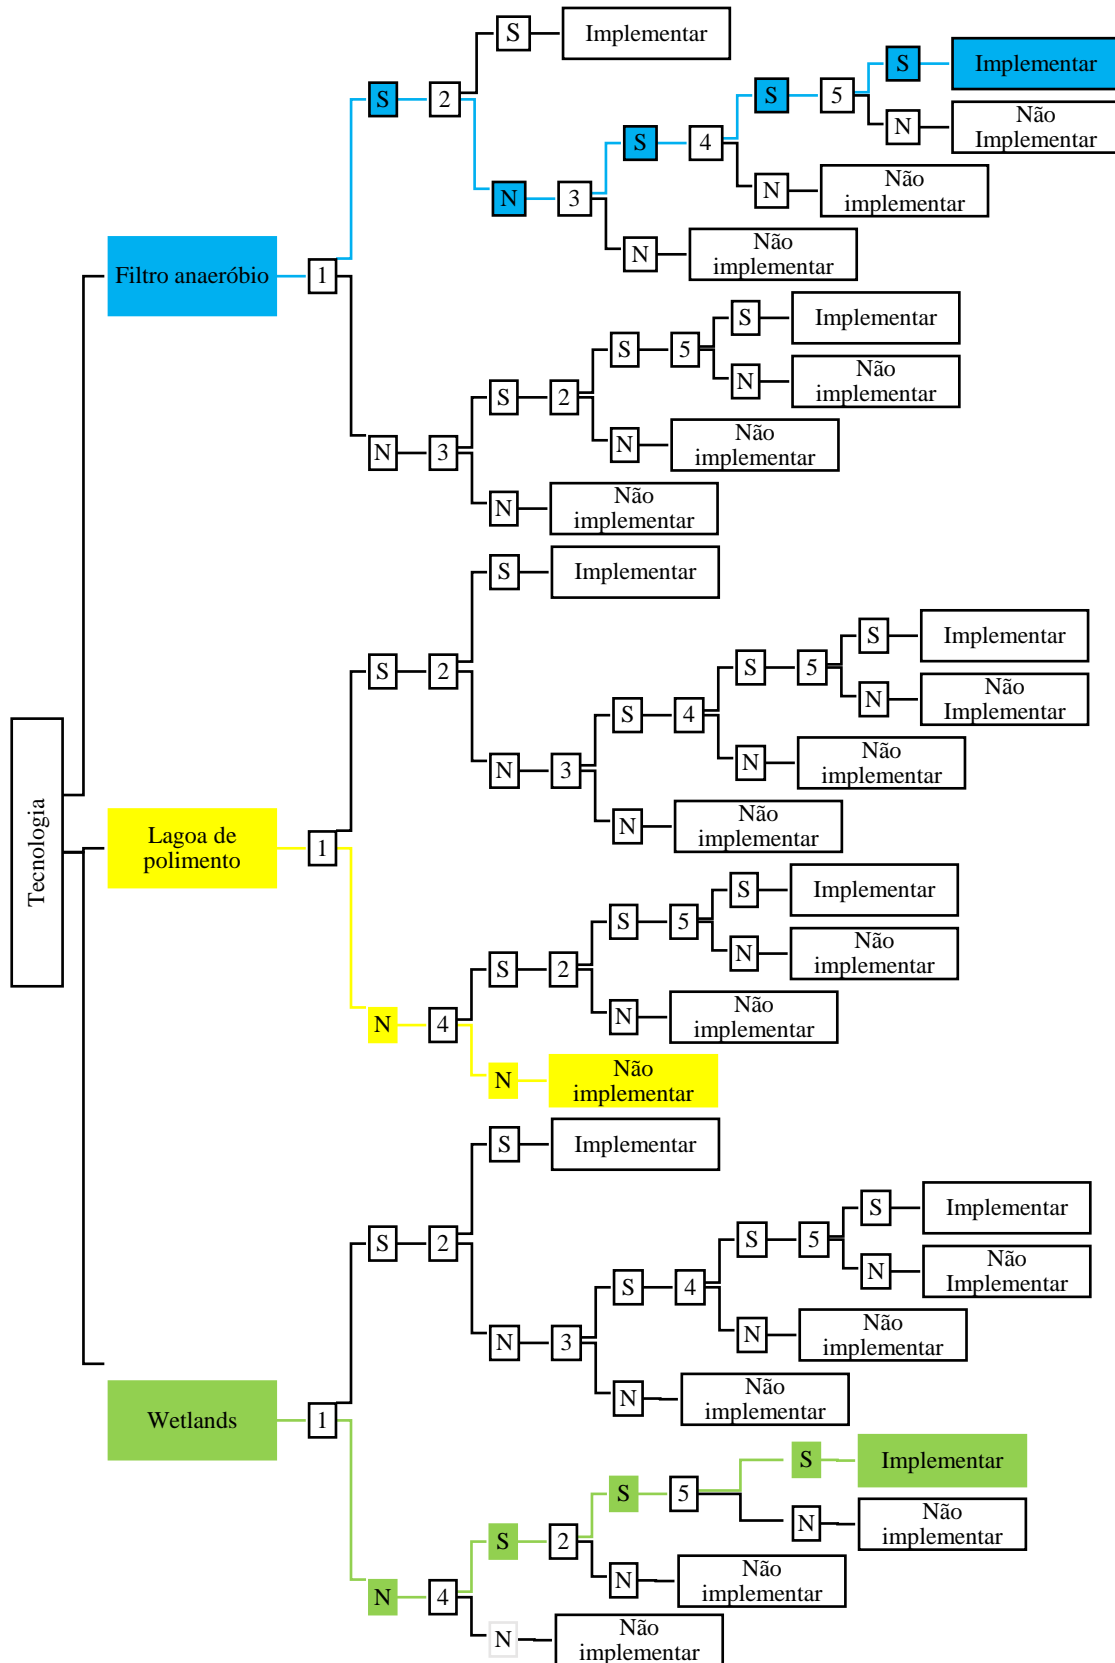 S
Implementar
S
Implementar
S
2
S
5
N
Não
Implementar
S
4
N
Não
implementar
N
3
N
Não
implementar
Filtro anaeróbio
1
S
Implementar
S
5
N
Não
implementar
S
2
N
Não
implementar
N
3
N
Não
implementar
Tecnologia
S
Implementar
S
Implementar
S
2
S
5
N
Não
Implementar
S
4
N
Não
implementar
N
3
N
Não
implementar
Lagoa de
polimento
1
S
Implementar
S
5
N
Não
implementar
S
2
N
Não
implementar
N
4
N
Não
implementar
S
Implementar
S
Implementar
S
2
S
5
N
Não
Implementar
S
4
N
Não
implementar
N
3
N
Não
implementar
Wetlands
1
S
Implementar
S
5
N
Não
implementar
S
2
N
Não
implementar
N
4
N
Não
implementar